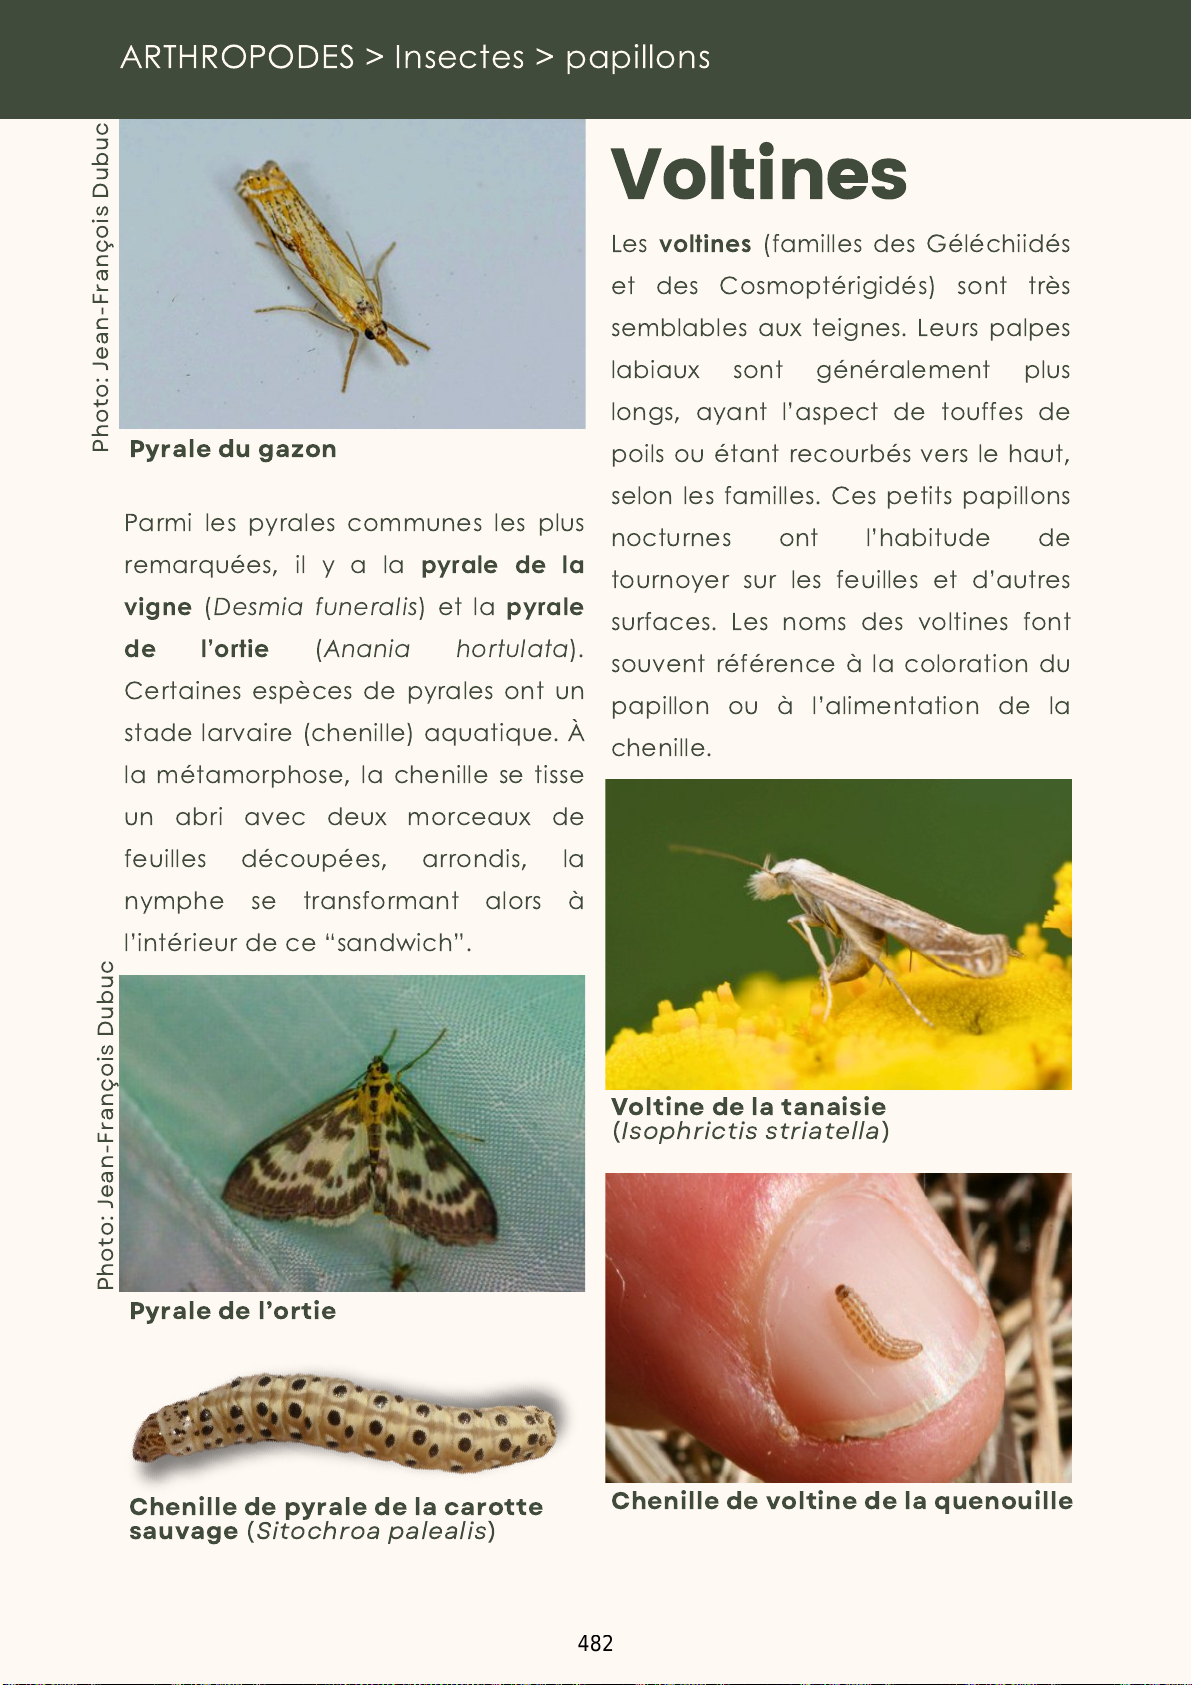 ARTHROPODES > Insectes > papillons
Photo: Jean-François Dubuc
Pyrale du gazon
Parmi les pyrales communes les plus
remarquées, il y a la pyrale de la
vigne (Desmia funeralis) et la pyrale
de l’ortie (Anania hortulata).
Certaines espèces de pyrales ont un
stade larvaire (chenille) aquatique. À
la métamorphose, la chenille se tisse
un abri avec deux morceaux de
feuilles découpées, arrondis, la
nymphe se transformant alors à
l’intérieur de ce “sandwich”.
Photo: Jean-François Dubuc
Pyrale de l’ortie
Chenille de pyrale de la carotte
sauvage (Sitochroa palealis)
Voltines
Les voltines (familles des Géléchiidés
et des Cosmoptérigidés) sont très
semblables aux teignes. Leurs palpes
labiaux sont généralement plus
longs, ayant l’aspect de touffes de
poils ou étant recourbés vers le haut,
selon les familles. Ces petits papillons
nocturnes ont l’habitude de
tournoyer sur les feuilles et d’autres
surfaces. Les noms des voltines font
souvent référence à la coloration du
papillon ou à l’alimentation de la
chenille.
Voltine de la tanaisie
(Isophrictis striatella)
Chenille de voltine de la quenouille
482